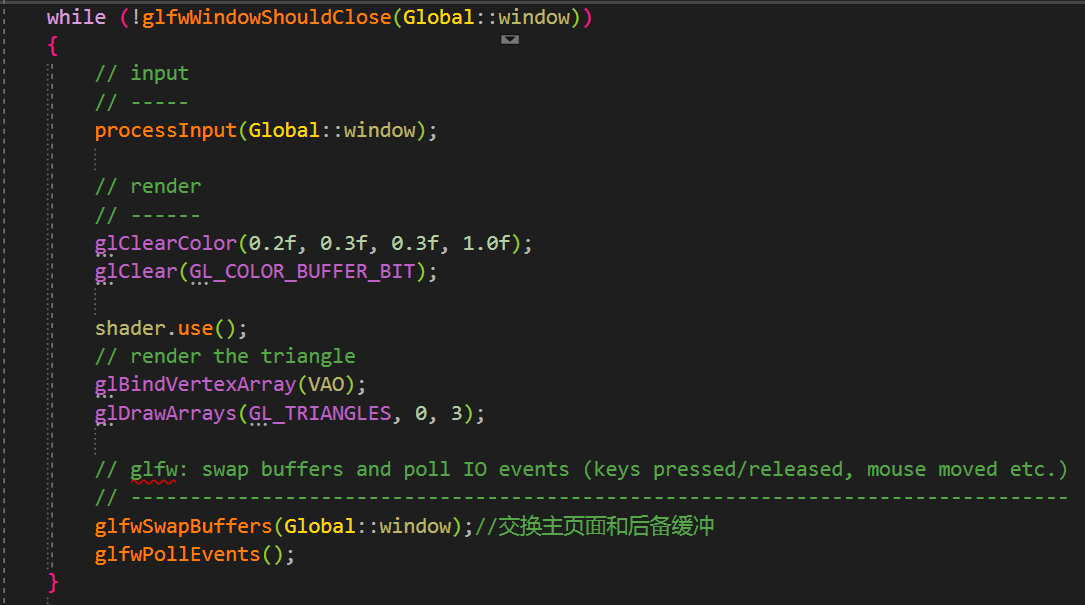 while (!glfwWindowShouldClose(Global::window))
{
// input
// -----
processInput(Global::window);
// render
// ------
glClearColor(0.2f, 0.3f, 0.3f, 1.0f);
glClear(GL_COLOR_BUFFER_BIT);
shader.use();
// render the triangle
glBindVertexArray(VAO);
glDrawArrays(GL_TRIANGLES, 0, 3);
// glfw: swap buffers and poll IO events (keys pressed/released, mouse moved etc.)
// -------------------------------------------------------------------------------
glfwSwapBuffers(Global::window);//交换主页面和后备缓冲
glfwPollEvents();
}